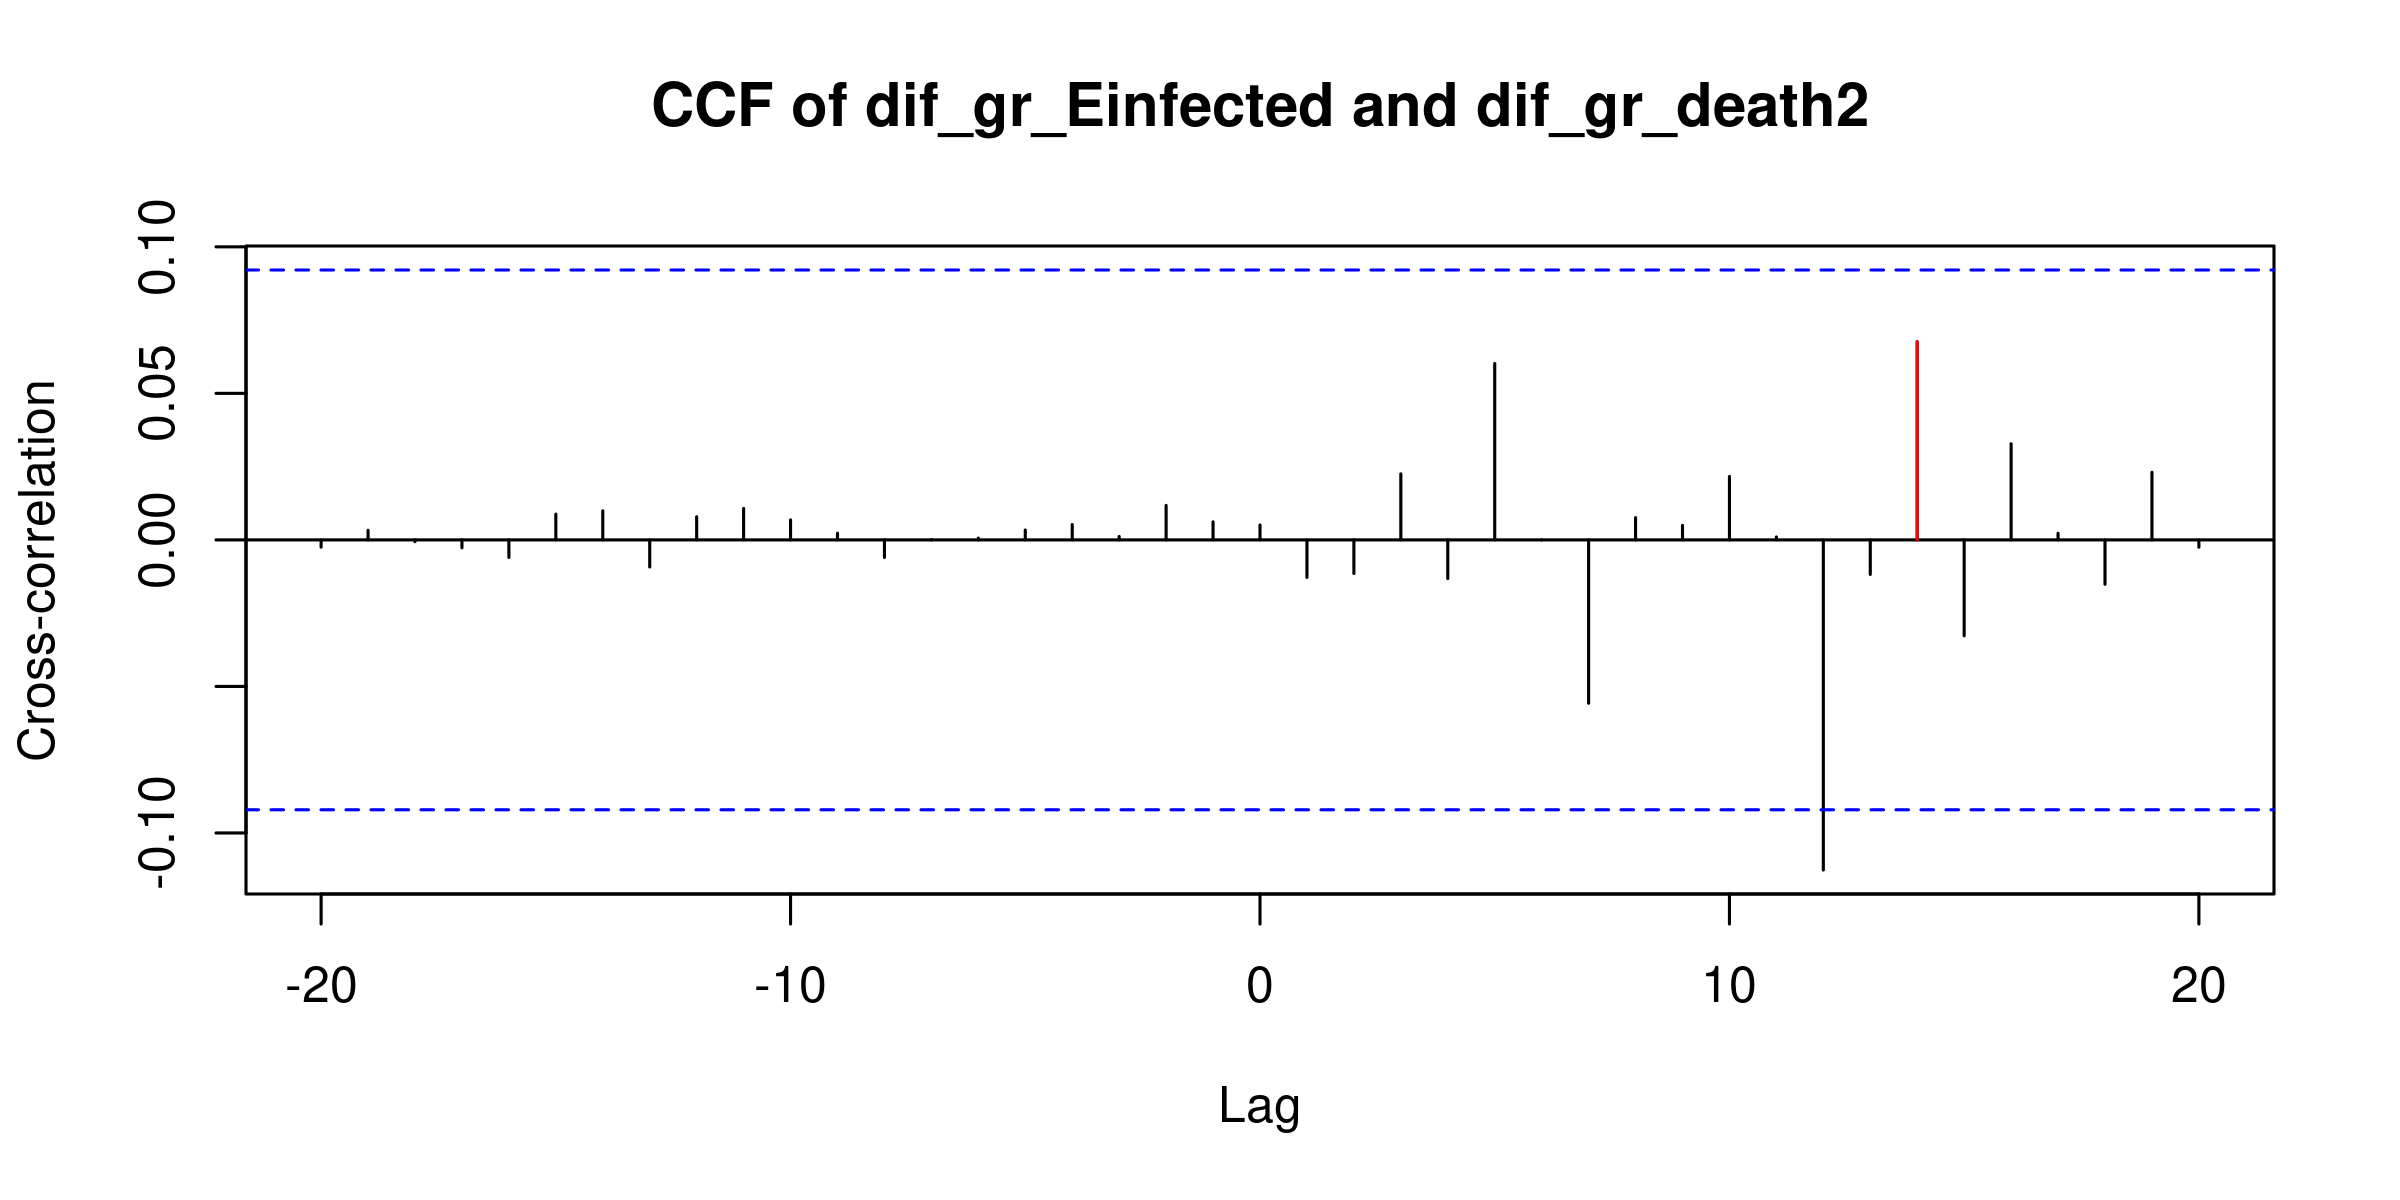 CCF of dif_gr_Einfected and dif_gr_death2
Cross-correlation
0.10
0.05
0.00
-0.10
-20 -10 0 10 20
Lag